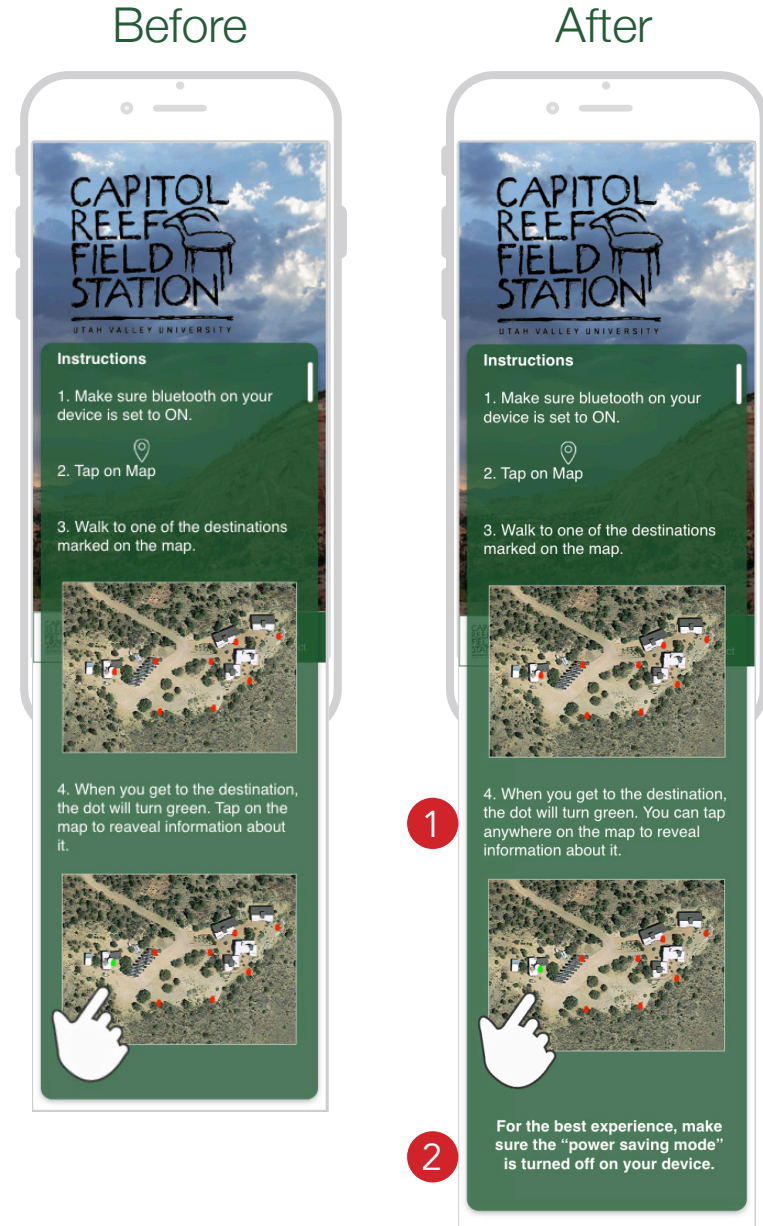 Before
After
CAPITOL
REEF
FIELD
STATION
UTAH VALLEY UNIVERSITY
Instructions
1. Make sure bluetooth on your
device is set to ON.
2. Tap on Map
3. Walk to one of the destinations
marked on the map.
4. When you get to the destination,
the dot will turn green. Tap on the
map to reaveal information about
it.
CAPITOL
REEF
FIELD
STATION
UTAH VALLEY UNIVERSITY
Instructions
1. Make sure bluetooth on your
device is set to ON.
2. Tap on Map
3. Walk to one of the destinations
marked on the map.
1
4. When you get to the destination,
the dot will turn green. You can tap
anywhere on the map to reveal
information about it.
2
For the best experience, make
sure the “power saving mode”
is turned off on your device.